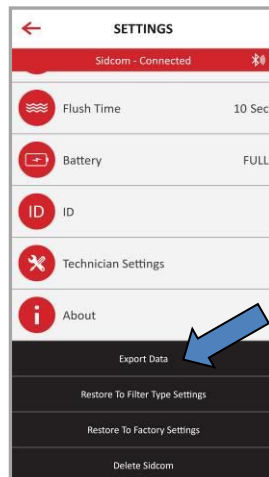 SETTINGS
Sidcom - Connected
Flush Time 10 Sec
Battery FULL
ID ID
Technician Settings
i About
Export Data
Restore To Filter Type Settings
Restore To Factory Settings
Delete Sidcom